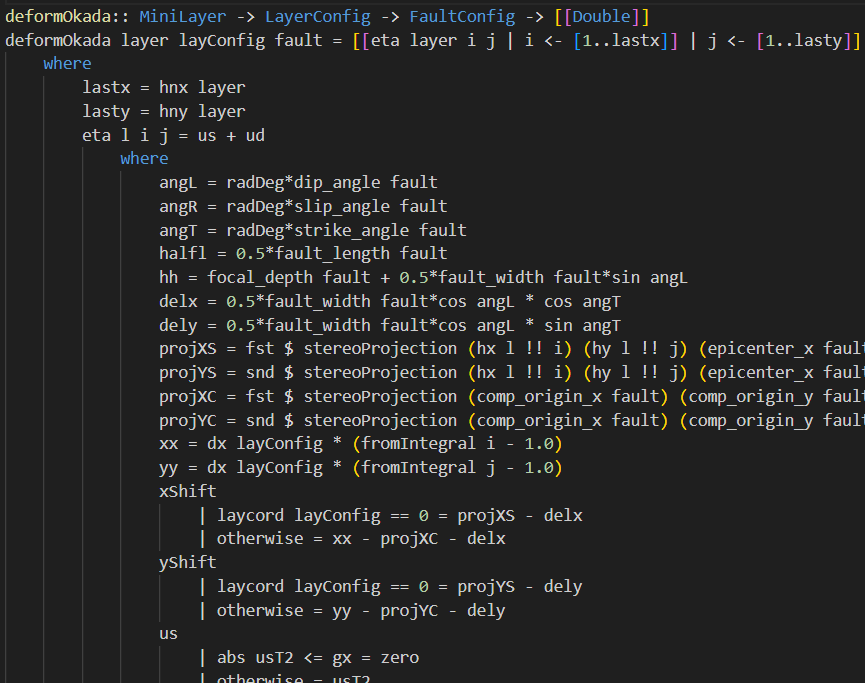 deformOkada:: MiniLayer -> LayerConfig -> FaultConfig -> [[Double]]
deformOkada layer layConfig fault = [[eta layer i j | i <- [1..lastx]] | j <- [1..lasty]]
    where
        lastx = hnx layer
        lasty = hny layer
        eta l i j = us + ud
            where
                angL = radDeg*dip_angle fault
                angR = radDeg*slip_angle fault
                angT = radDeg*strike_angle fault
                halfl = 0.5*fault_length fault
                hh = focal_depth fault + 0.5*fault_width fault*sin angL
                delx = 0.5*fault_width fault*cos angL * cos angT
                dely = 0.5*fault_width fault*cos angL * sin angT
                projXS = fst $ stereoProjection (hx l !! i) (hy l !! j) (epicenter_x faul
                projYS = snd $ stereoProjection (hx l !! i) (hy l !! j) (epicenter_x faul
                projXC = fst $ stereoProjection (comp_origin_x fault) (comp_origin_y faul
                projYC = snd $ stereoProjection (comp_origin_x fault) (comp_origin_y faul
                xx = dx layConfig * (fromIntegral i - 1.0)
                yy = dx layConfig * (fromIntegral j - 1.0)
                xShift
                    | laycord layConfig == 0 = projXS - delx
                    | otherwise = xx - projXC - delx
                yShift
                    | laycord layConfig == 0 = projYS - dely
                    | otherwise = yy - projYC - dely
                us
                    | abs usT2 <= gx = zero
                    | otherwise = usT2